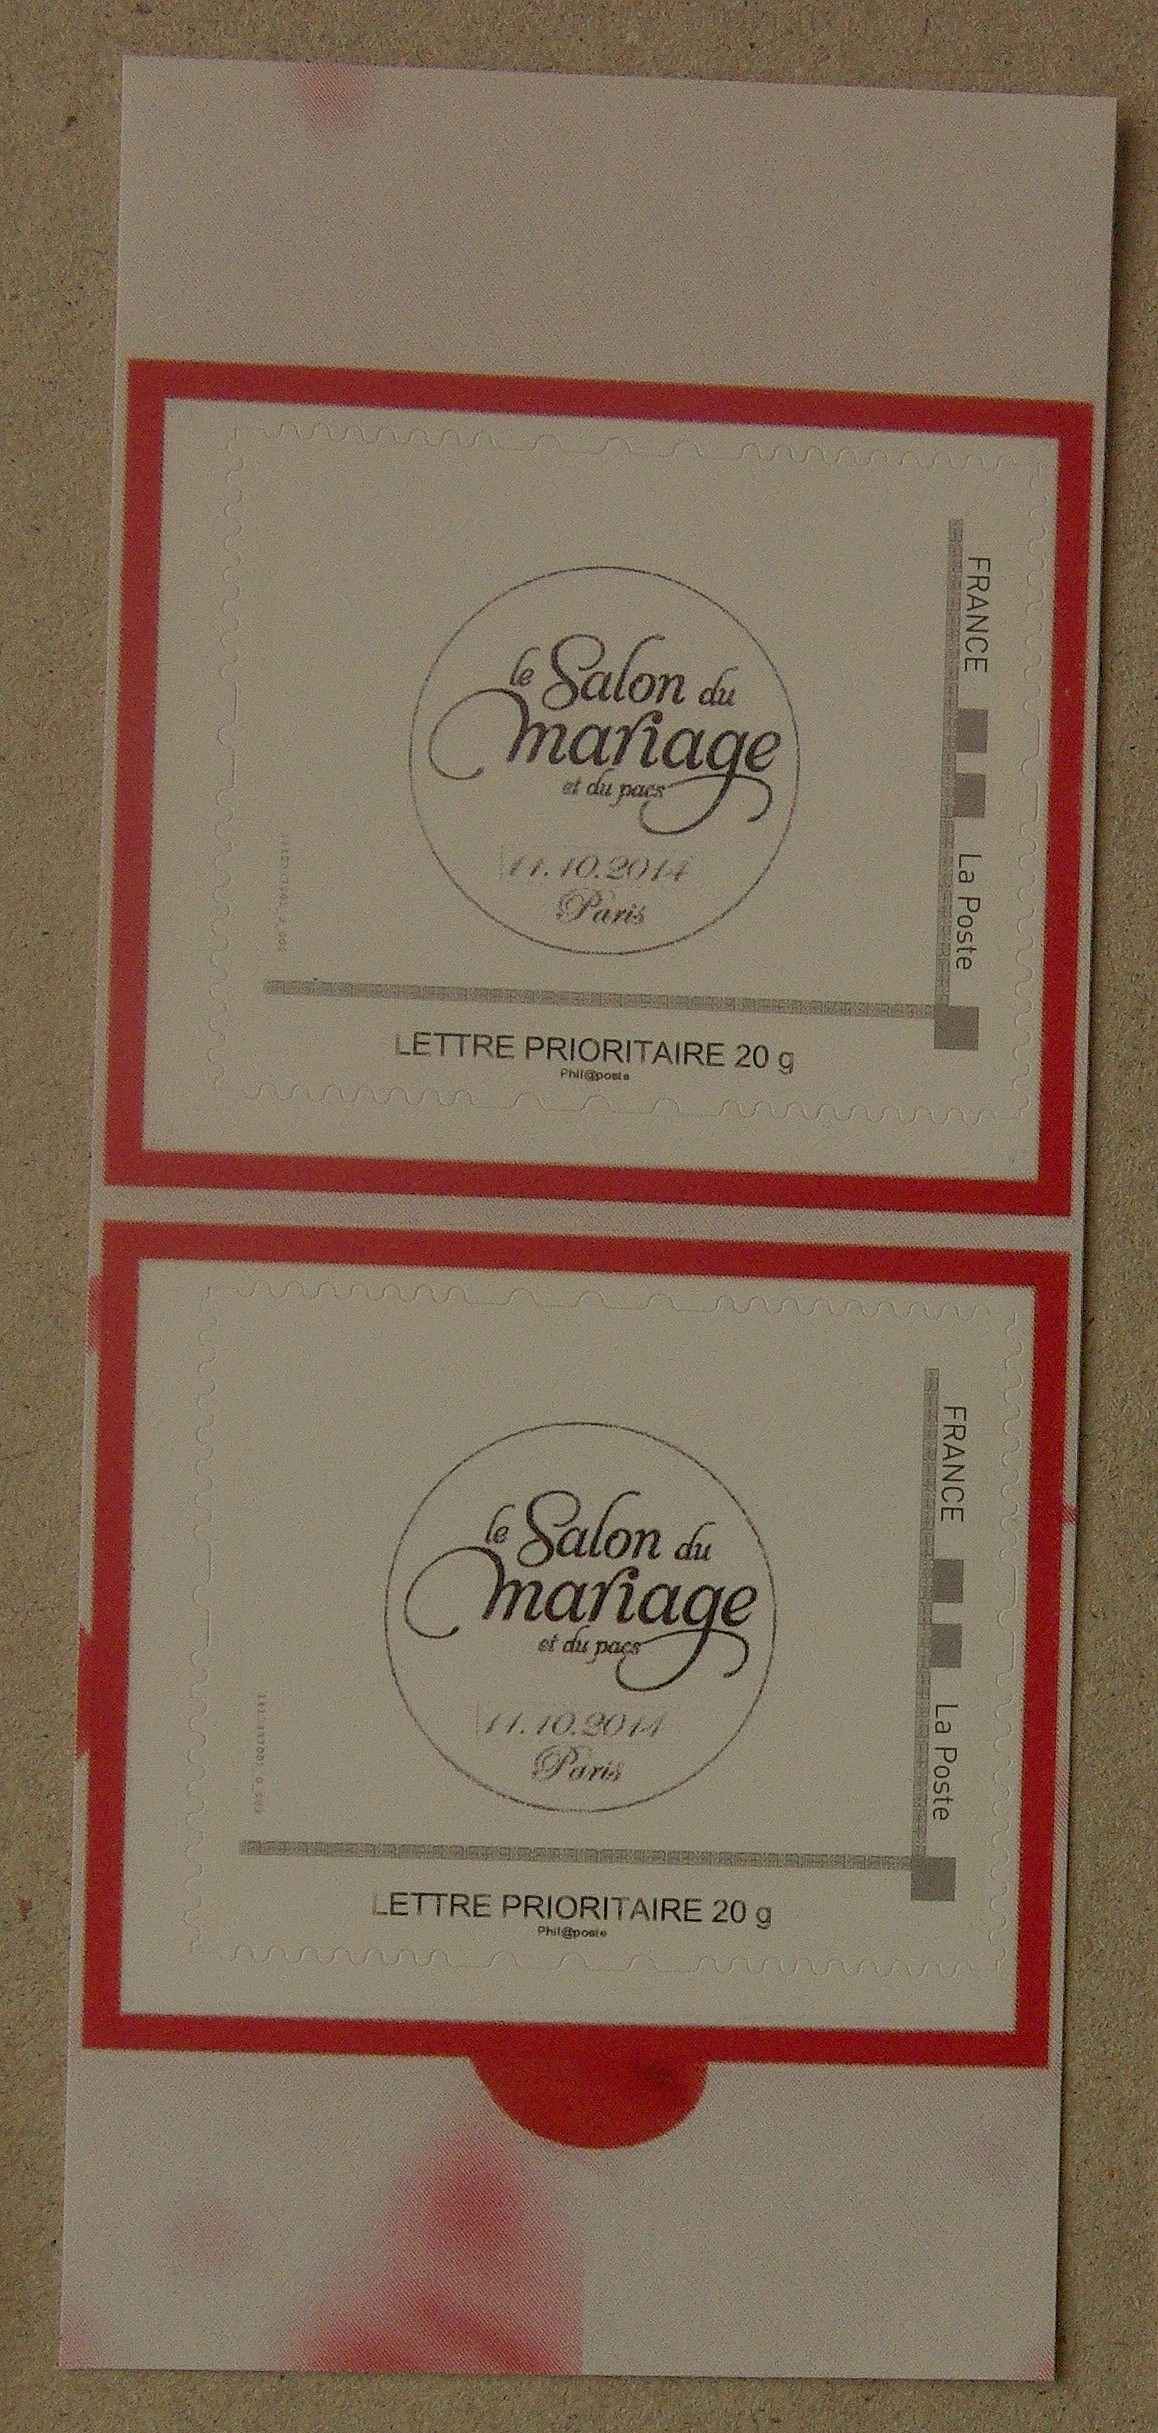 le Salon du
mariage
et du pacs
11.10.2014
Paris
FRANCE
La Poste
LETTRE PRIORITAIRE 20 g
Phil@poste
le Salon du
mariage
et du pacs
11.10.2014
Paris
FRANCE
La Poste
LETTRE PRIORITAIRE 20 g
Phil@poste